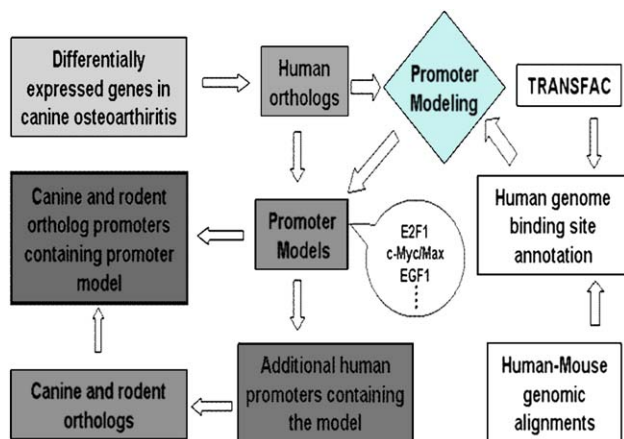 Differentially
expressed genes in
canine osteoarthiritis
Human
orthologs
Promoter
Modeling
TRANSFAC
Canine and rodent
ortholog promoters
containing promoter
model
Promoter
Models
E2F1
c-Myc/Max
EGF1
Human genome
binding site
annotation
Canine and rodent
orthologs
Additional human
promoters containing
the model
Human-Mouse
genomic
alignments